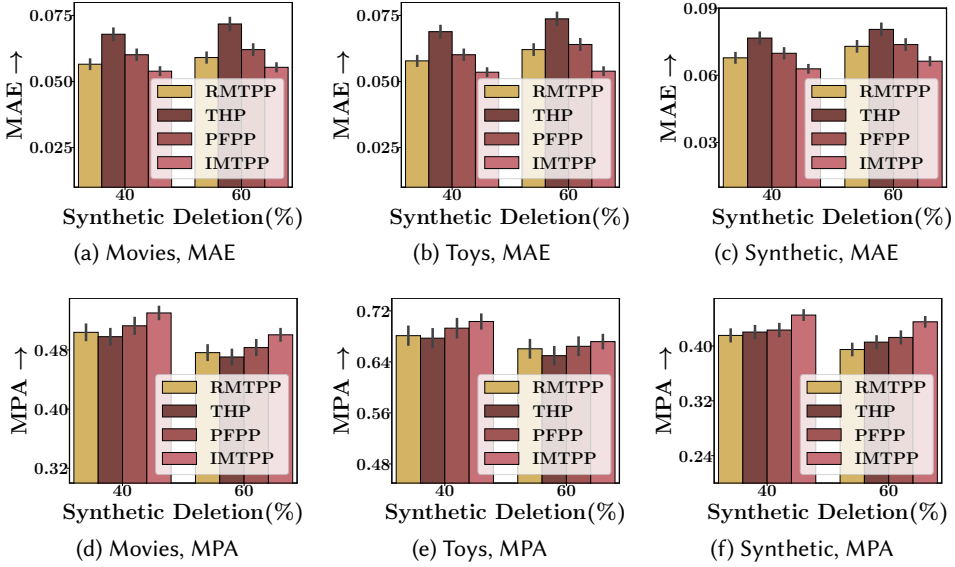 MAE →
0.075
0.050
0.025
RMTPP
THP
PFPP
IMTPP
40 60
Synthetic Deletion(%)
(a) Movies, MAE
MAE →
0.075
0.050
0.025
RMTPP
THP
PFPP
IMTPP
40 60
Synthetic Deletion(%)
(b) Toys, MAE
MAE →
0.09
0.06
0.03
RMTPP
THP
PFPP
IMTPP
40 60
Synthetic Deletion(%)
(c) Synthetic, MAE
MPA →
0.48
0.40
0.32
RMTPP
THP
PFPP
IMTPP
40 60
Synthetic Deletion(%)
(d) Movies, MPA
MPA →
0.72
0.64
0.56
0.48
RMTPP
THP
PFPP
IMTPP
40 60
Synthetic Deletion(%)
(e) Toys, MPA
MPA →
0.40
0.32
0.24
RMTPP
THP
PFPP
IMTPP
40 60
Synthetic Deletion(%)
(f) Synthetic, MPA